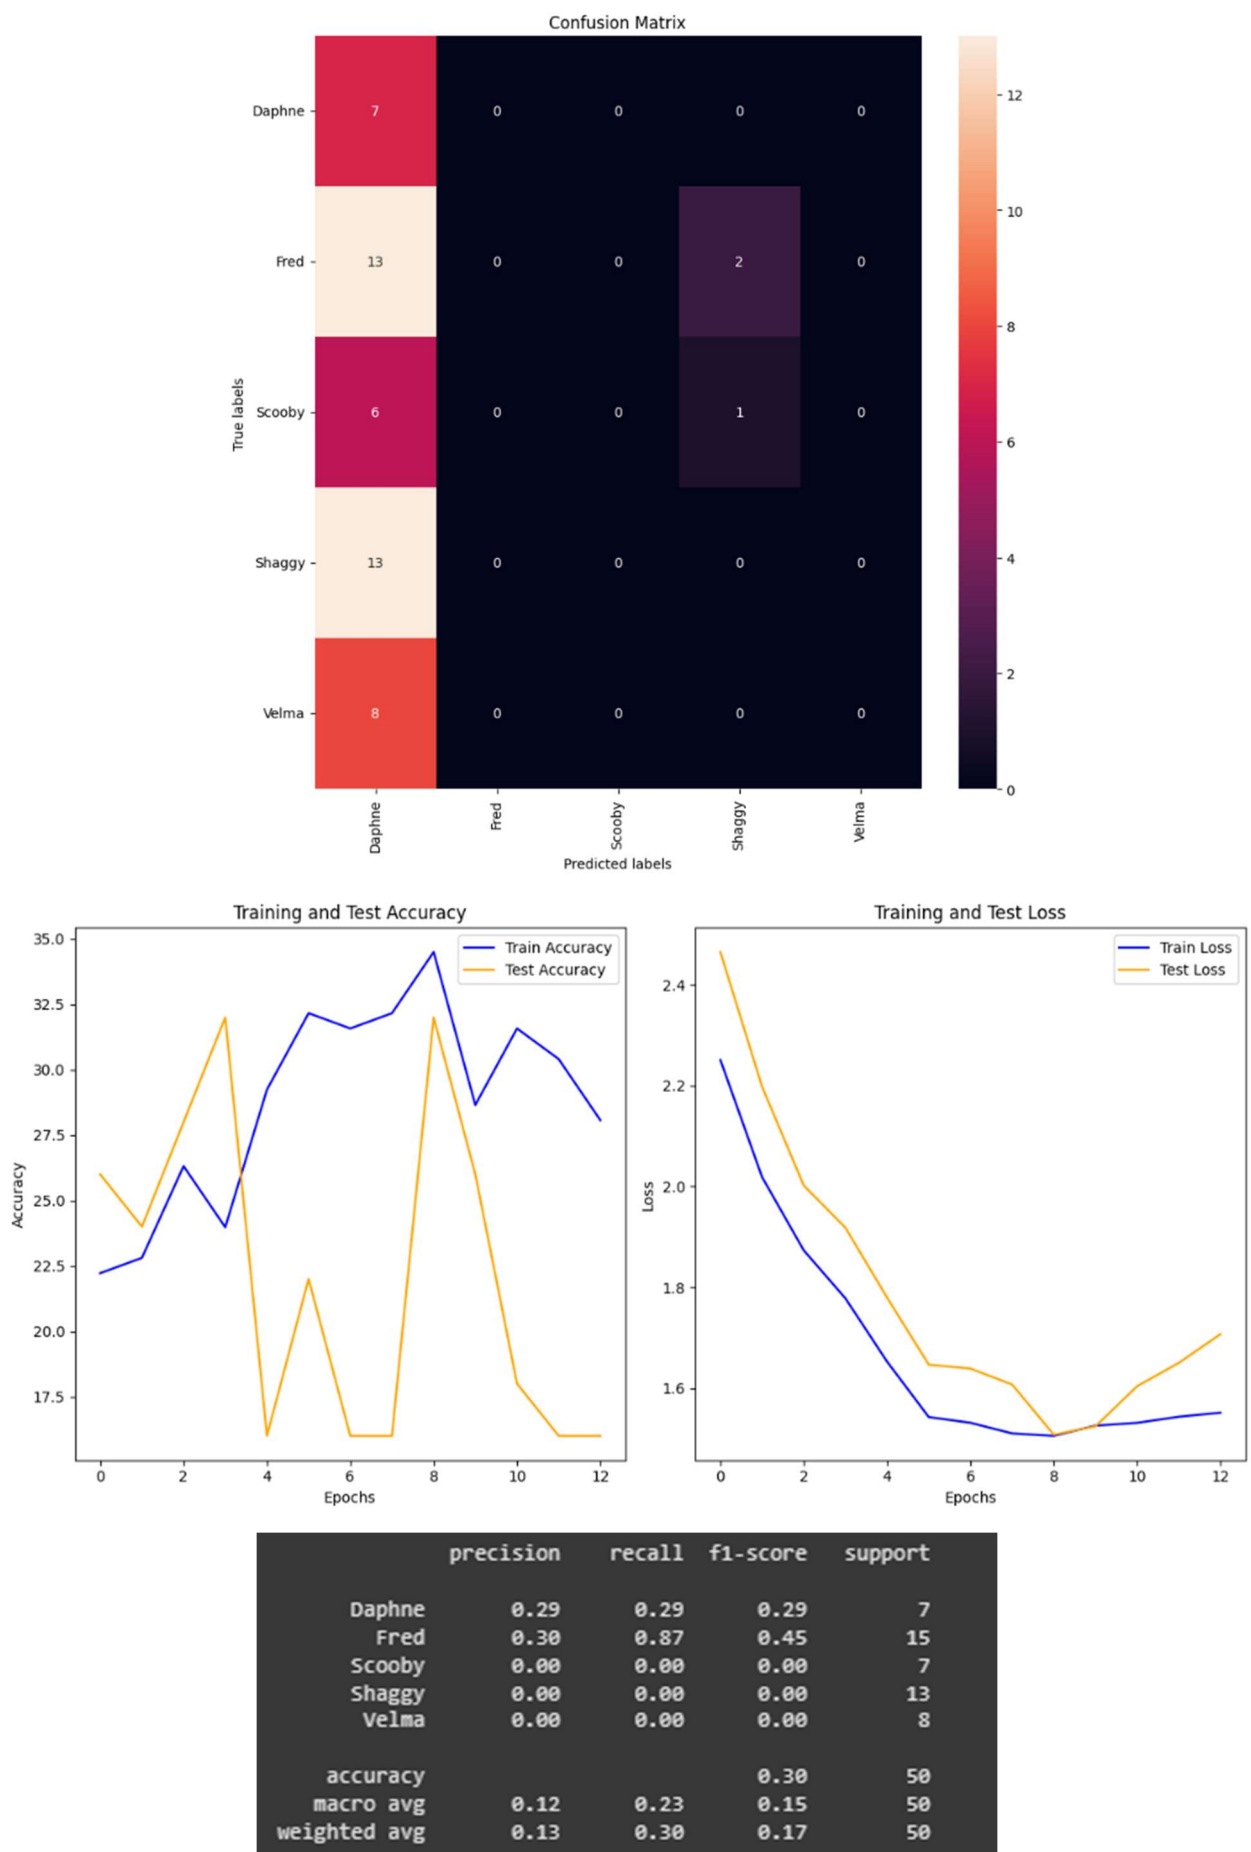 Confusion Matrix
Daphne 7 0 0 0 0
Fred 13 0 0 2 0
Scooby 6 0 0 1 0
Shaggy 13 0 0 0 0
Velma 8 0 0 0 0
True labels
Daphne Fred Scooby Shaggy Velma
Predicted labels
12
10
8
6
4
2
0
Training and Test Accuracy
Train Accuracy
Test Accuracy
Accuracy
35.0
32.5
30.0
27.5
25.0
22.5
20.0
17.5
0 2 4 6 8 10 12
Epochs
Training and Test Loss
Train Loss
Test Loss
Loss
2.4
2.2
2.0
1.8
1.6
0 2 4 6 8 10 12
Epochs
precision recall f1-score support
Daphne 0.29 0.29 0.29 7
Fred 0.30 0.87 0.45 15
Scooby 0.00 0.00 0.00 7
Shaggy 0.00 0.00 0.00 13
Velma 0.00 0.00 0.00 8
accuracy 0.30 50
macro avg 0.12 0.23 0.15 50
weighted avg 0.13 0.30 0.17 50